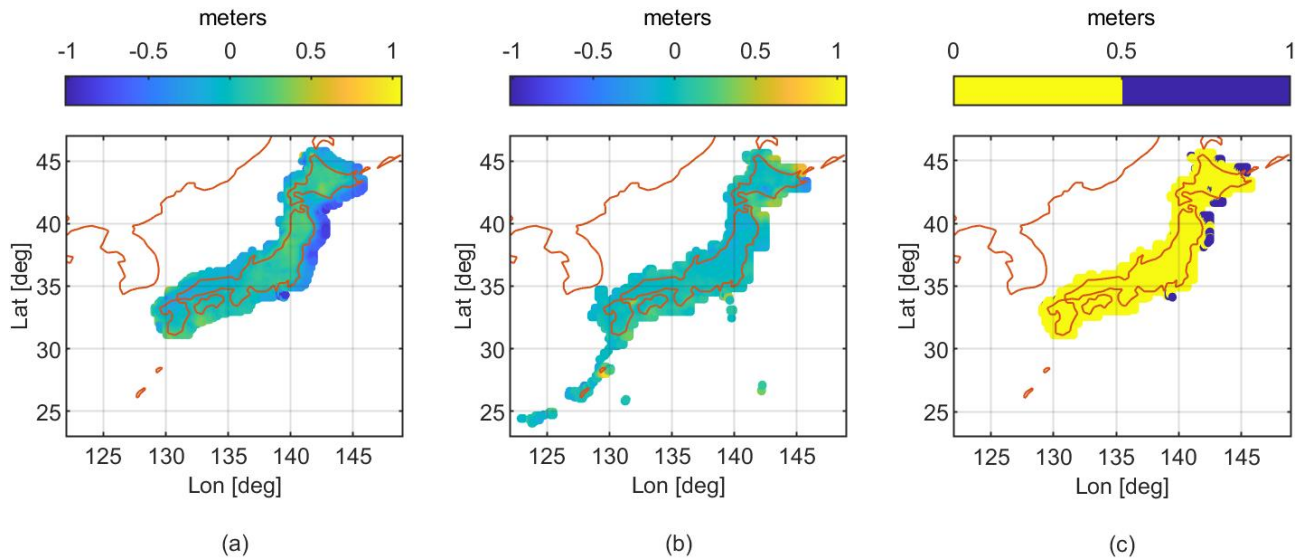 meters meters meters
-1 -0.5 0 0.5 1 -1 -0.5 0 0.5 1 0 0.5 1
45 45 45
40 40 40
35 35 35
30 30 30
25 25 25
Lat [deg] Lat [deg] Lat [deg]
125 130 135 140 145 125 130 135 140 145 125 130 135 140 145
Lon [deg] Lon [deg] Lon [deg]
(a) (b) (c)